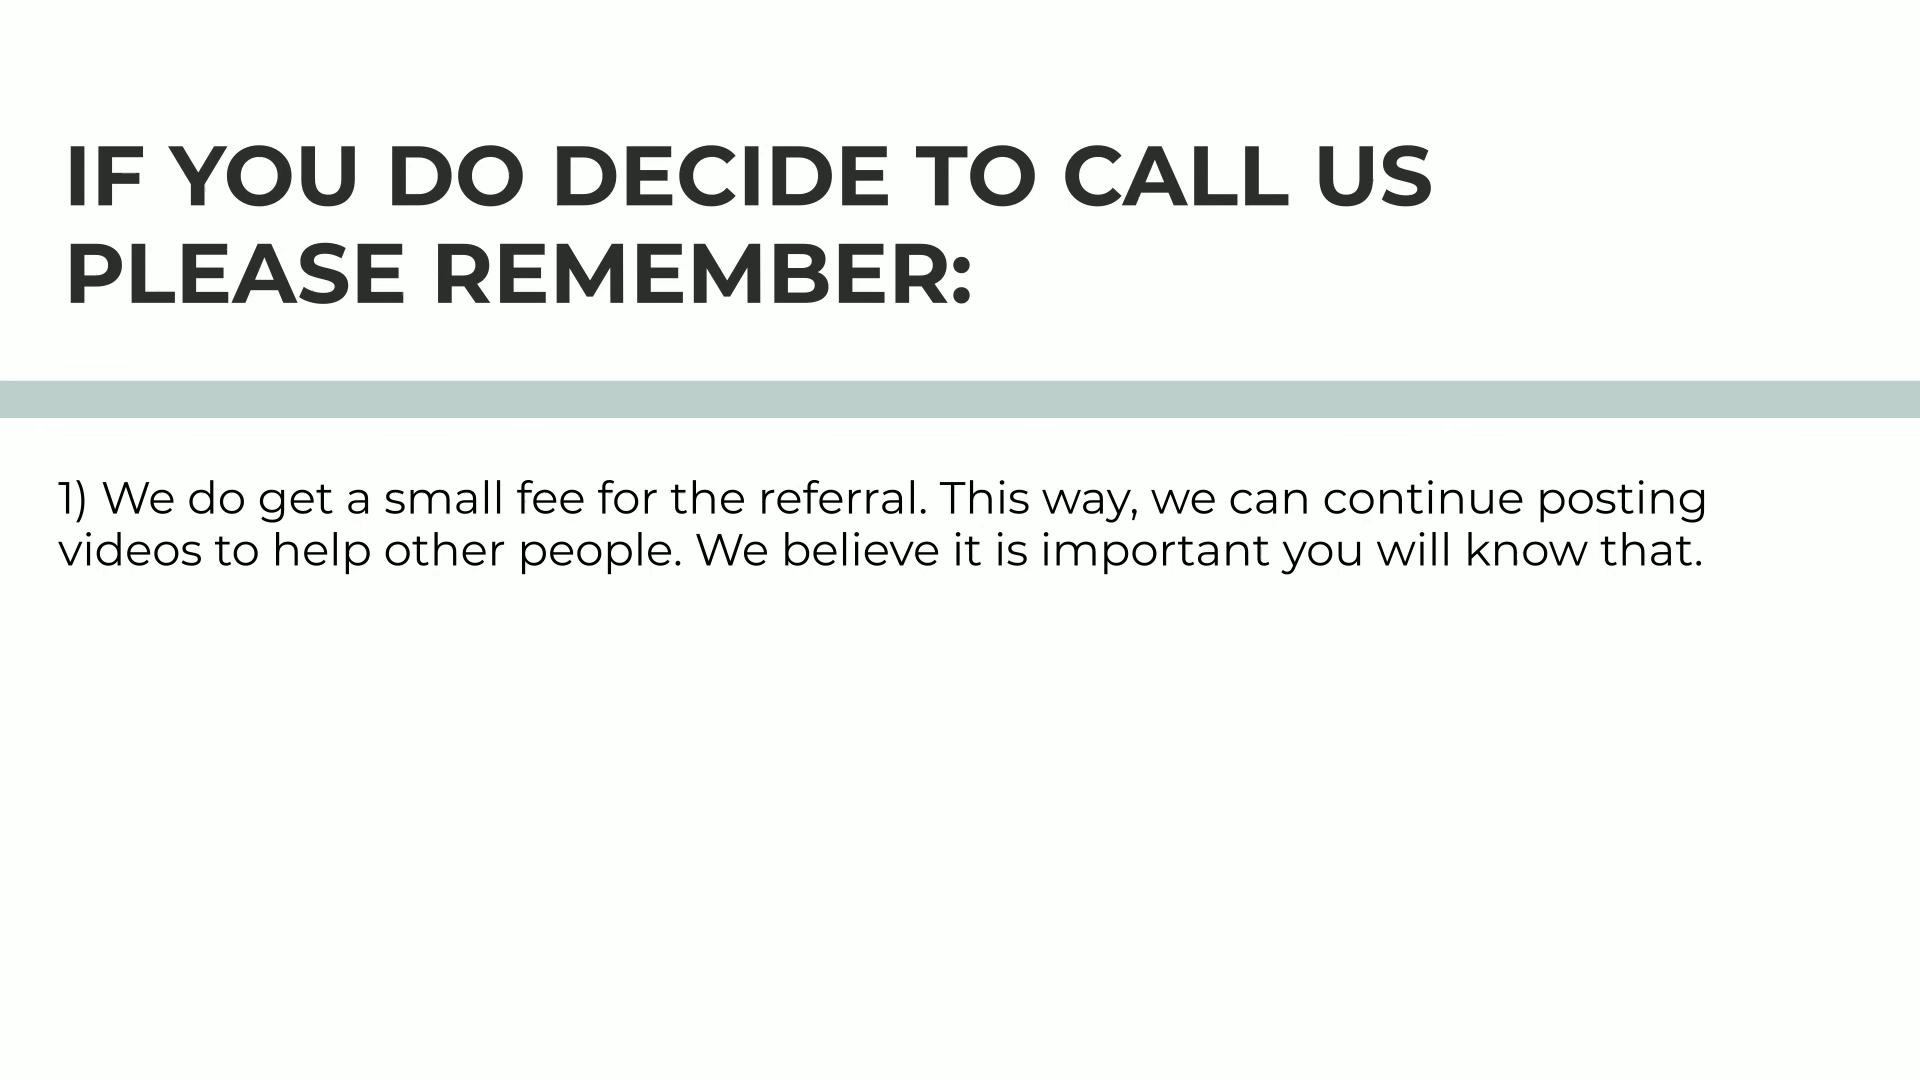 IF YOU DO DECIDE TO CALL US
PLEASE REMEMBER:
1) We do get a small fee for the referral. This way, we can continue posting
videos to help other people. We believe it is important you will know that.